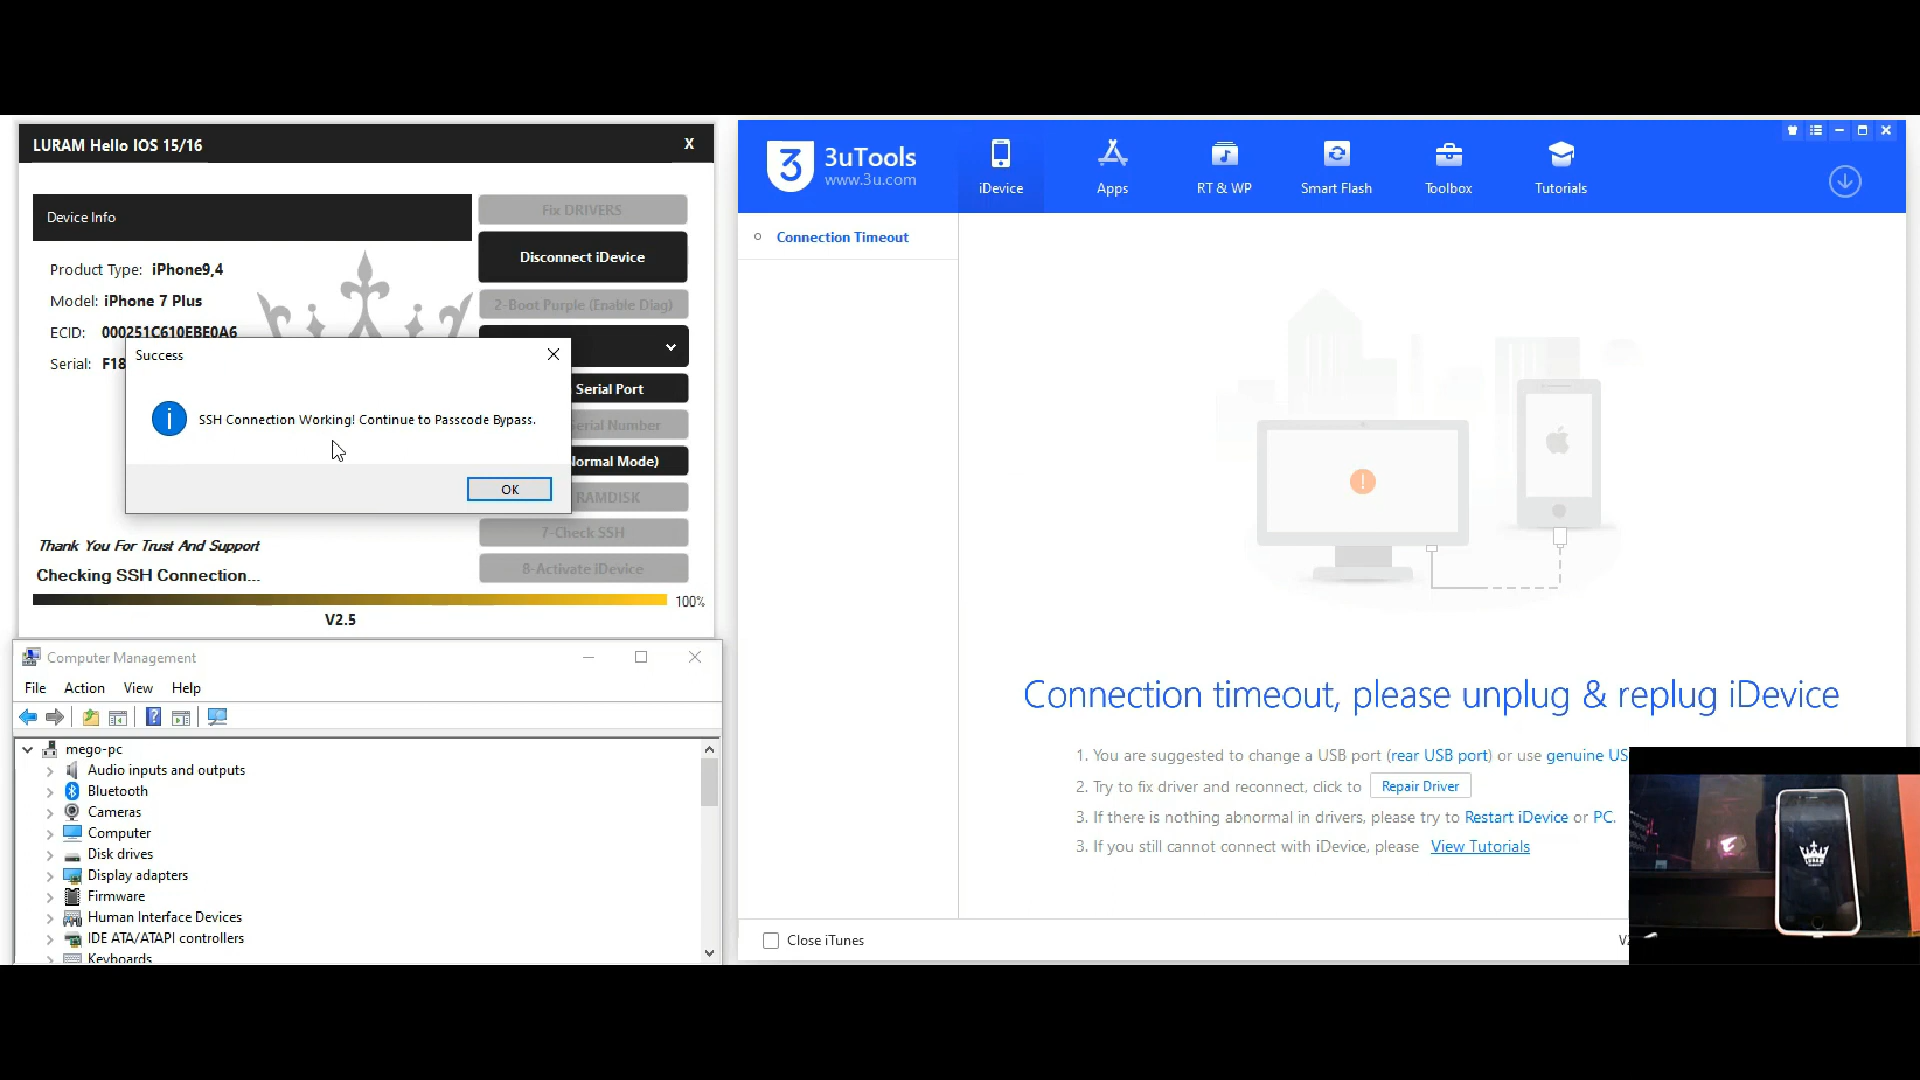 LURAM Hello IOS 15/16
X
Device Info
Product Type: iPhone9,4
Model: iPhone 7 Plus
ECID: 000251C610EBE0A6
Serial: F18
Fix DRIVERS
Disconnect iDevice
2-Boot Purple (Enable Diag)
Serial Port
Serial Number
Normal Mode)
RAMDISK
7-Check SSH
8-Activate iDevice
Success
SSH Connection Working! Continue to Passcode Bypass.
OK
Thank You For Trust And Support
Checking SSH Connection...
100%
V2.5
Computer Management
File Action View Help
mego-pc
Audio inputs and outputs
Bluetooth
Cameras
Computer
Disk drives
Display adapters
Firmware
Human Interface Devices
IDE ATA/ATAPI controllers
Keyboards
3 3uTools
www.3u.com
iDevice
Apps
RT & WP
Smart Flash
Toolbox
Tutorials
Connection Timeout
Connection timeout, please unplug & replug iDevice
1. You are suggested to change a USB port (rear USB port) or use genuine US
2. Try to fix driver and reconnect, click to Repair Driver
3. If there is nothing abnormal in drivers, please try to Restart iDevice or PC.
3. If you still cannot connect with iDevice, please View Tutorials
Close iTunes